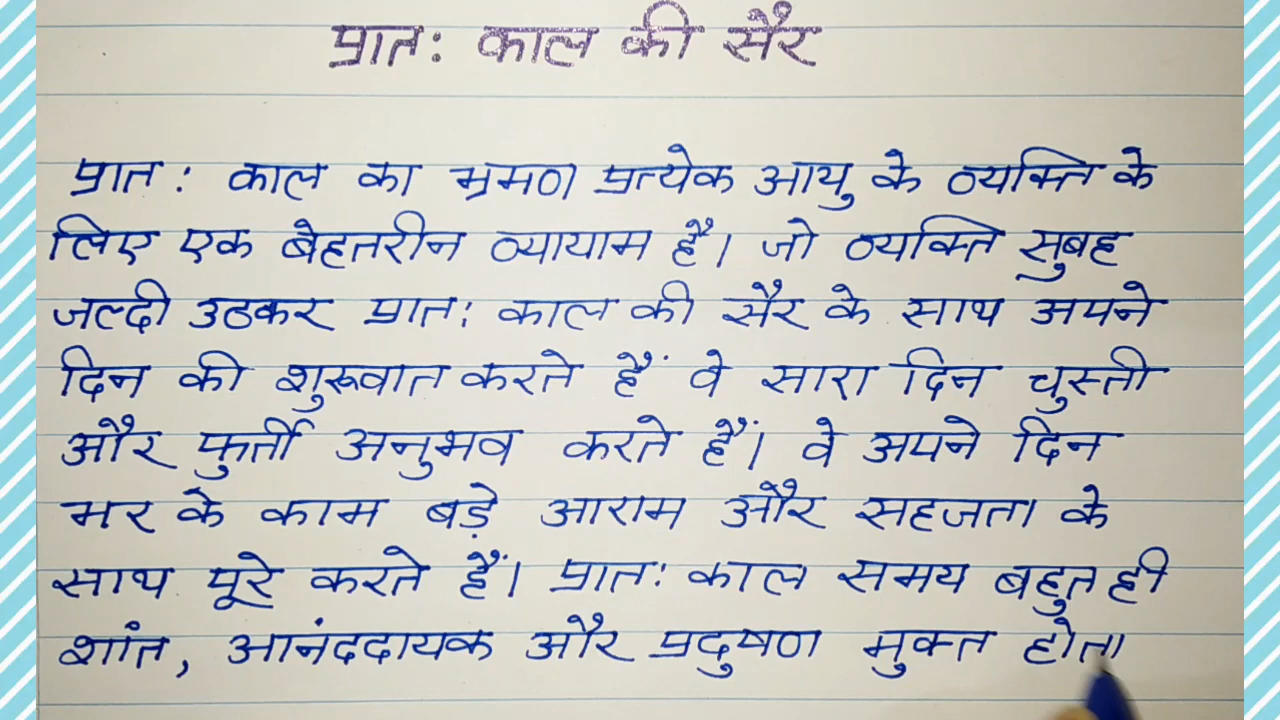 प्रात: काल की सैर
प्रात: काल का भ्रमण प्रत्येक आयु के व्यक्ति के
लिए एक बेहतरीन व्यायाम है। जो व्यक्ति सुबह
जल्दी उठकर प्रात: काल की सैर के साथ अपने
दिन की शुरूवात करते हैं वे सारा दिन चुस्ती
और फुर्ती अनुभव करते हैं। वे अपने दिन
भर के काम बड़े आराम और सहजता के
साथ पूरे करते हैं। प्रात: काल समय बहुत ही
शांत, आनंददायक और प्रदुषण मुक्त होता